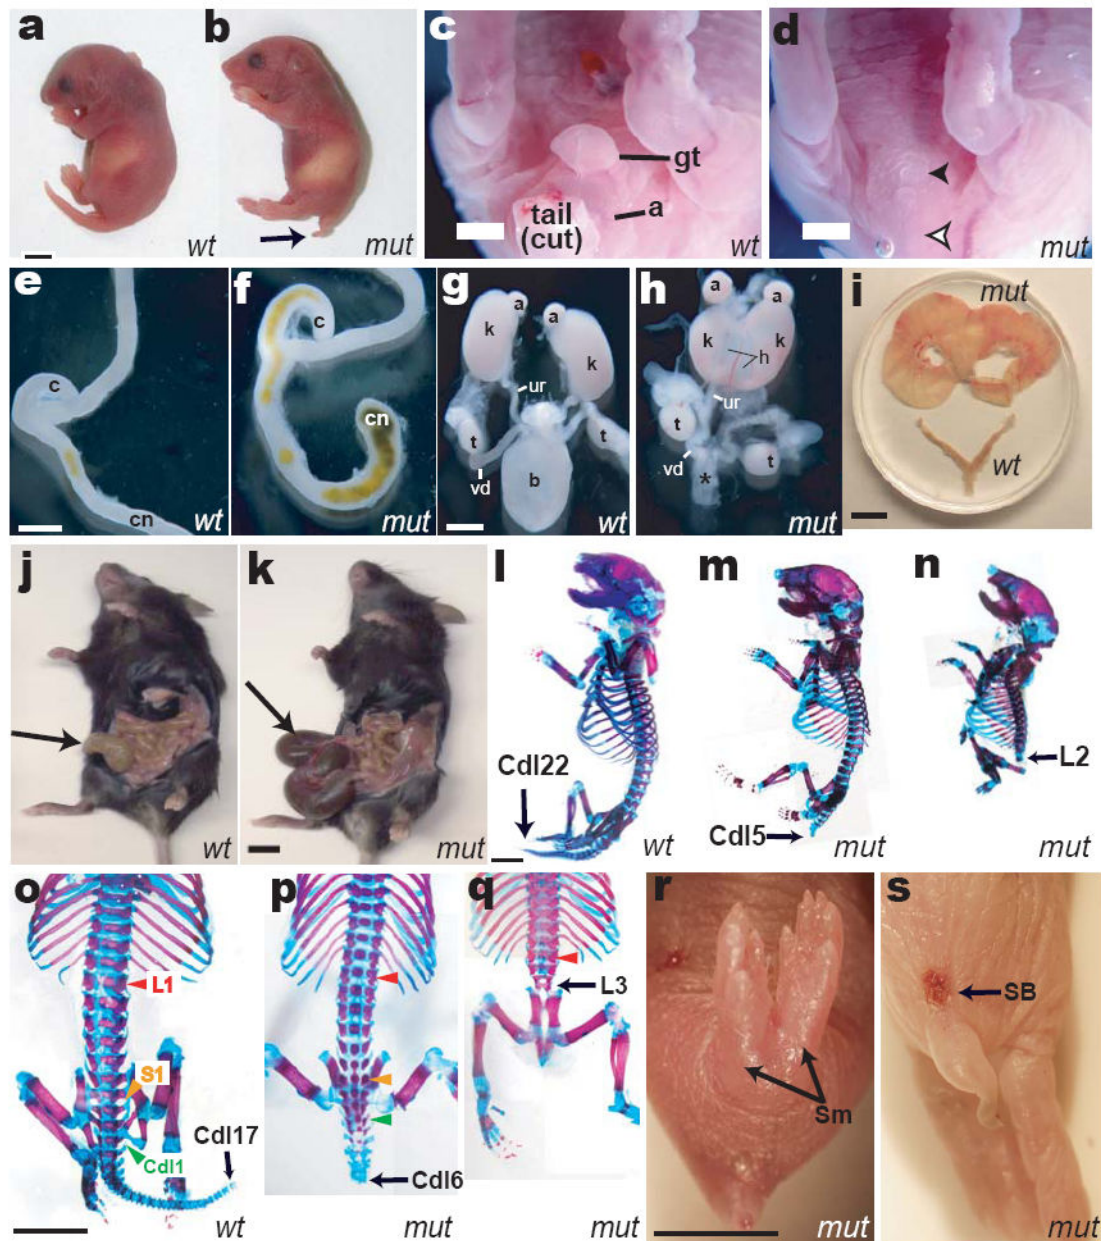 a
wt
b
mut
c
gt
tail
(cut)
a
wt
d
mut
e
c
cn
wt
f
c
cn
mut
g
a a
k k
ur
t t
vd
b
wt
h
a a
k k
h
ur
t
vd t
*
mut
i
mut
wt
j
wt
k
mut
l
Cdl22
wt
m
Cdl5
mut
n
L2
mut
o
L1
S1
Cdl17
Cdl1
wt
p
Cdl6
mut
q
L3
mut
r
Sm
mut
s
SB
mut